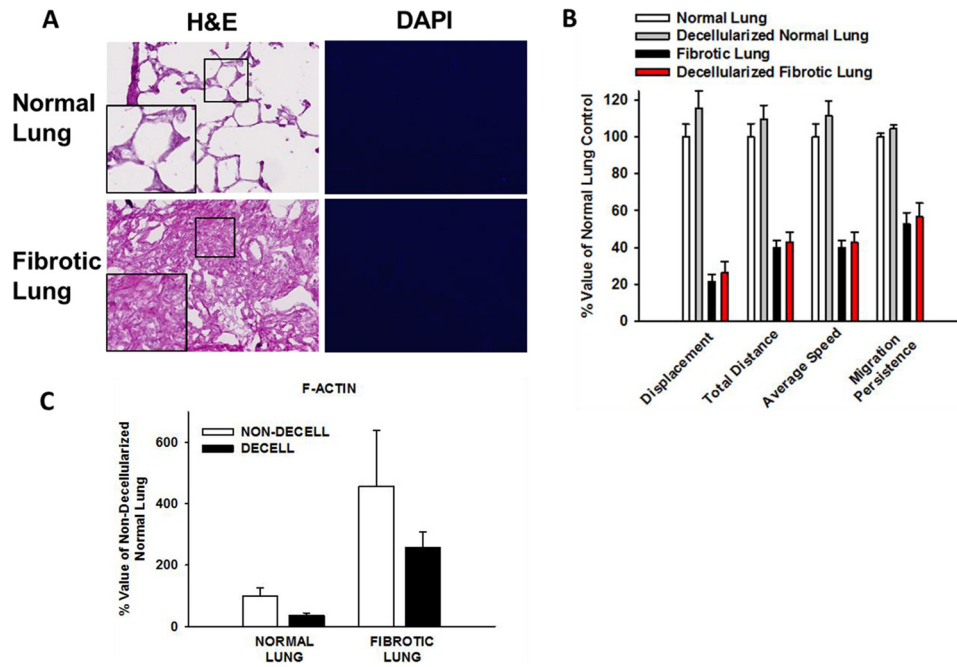 A
H&E
DAPI
Normal
Lung
Fibrotic
Lung
B
Normal Lung
Decellularized Normal Lung
Fibrotic Lung
Decellularized Fibrotic Lung
% Value of Normal Lung Control
120
100
80
60
40
20
0
Displacement
Total Distance
Average Speed
Migration
Persistence
C
F-ACTIN
NON-DECELL
DECELL
% Value of Non-Decellularized
Normal Lung
600
400
200
0
NORMAL
LUNG
FIBROTIC
LUNG